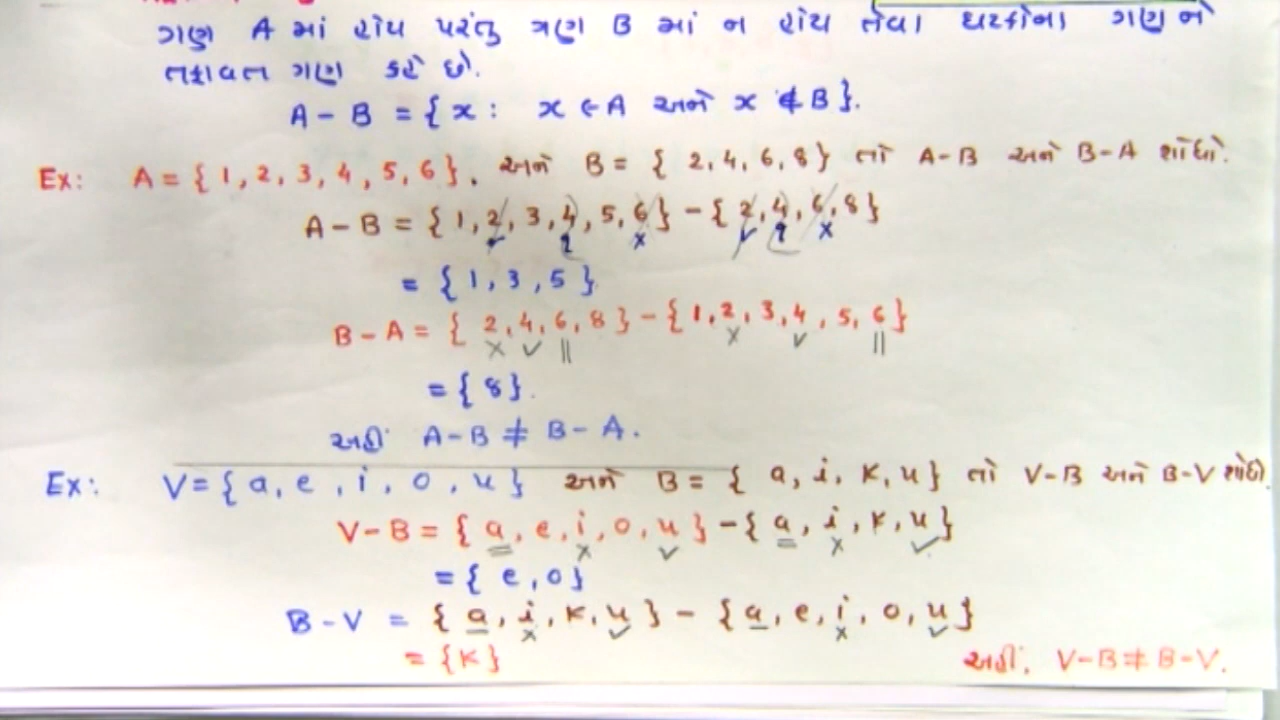 ગણ A માં હોય પરંતુ ગણ B માં ન હોય તેવા ઘટકોના ગણ ને
તફાવત ગણ કહે છે.
A - B = { x : x ∈ A અને x ∉ B }.
Ex: A = { 1, 2, 3, 4, 5, 6 }. અને B = { 2, 4, 6, 8 } તો A-B અને B-A શોધો.
A - B = { 1, 2, 3, 4, 5, 6 } - { 2, 4, 6, 8 }
= { 1, 3, 5 }
B - A = { 2, 4, 6, 8 } - { 1, 2, 3, 4, 5, 6 }
= { 8 }.
અહીં A-B ≠ B-A.
Ex: V = { a, e, i, o, u } અને B = { a, i, k, u } તો V-B અને B-V શોધો.
V - B = { a, e, i, o, u } - { a, i, k, u }
= { e, o }
B - V = { a, i, k, u } - { a, e, i, o, u }
= { k }
અહીં, V-B ≠ B-V.